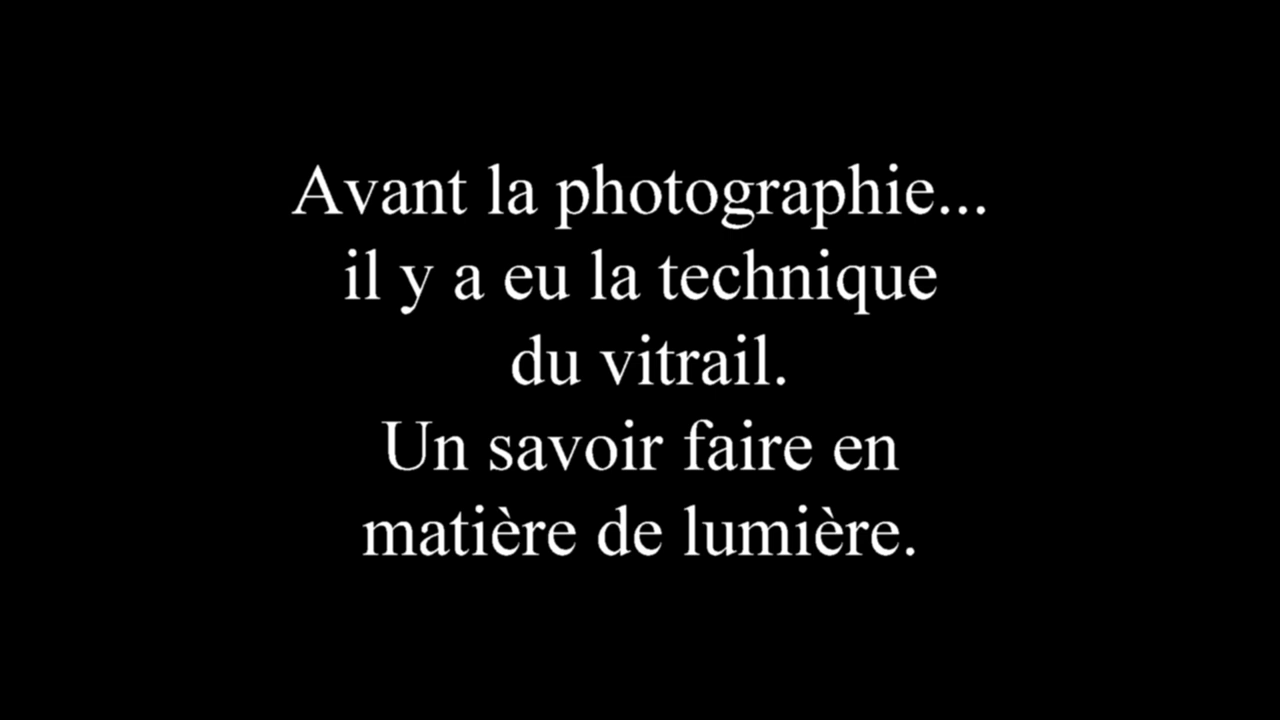 Avant la photographie...
il y a eu la technique
du vitrail.
Un savoir faire en
matière de lumière.